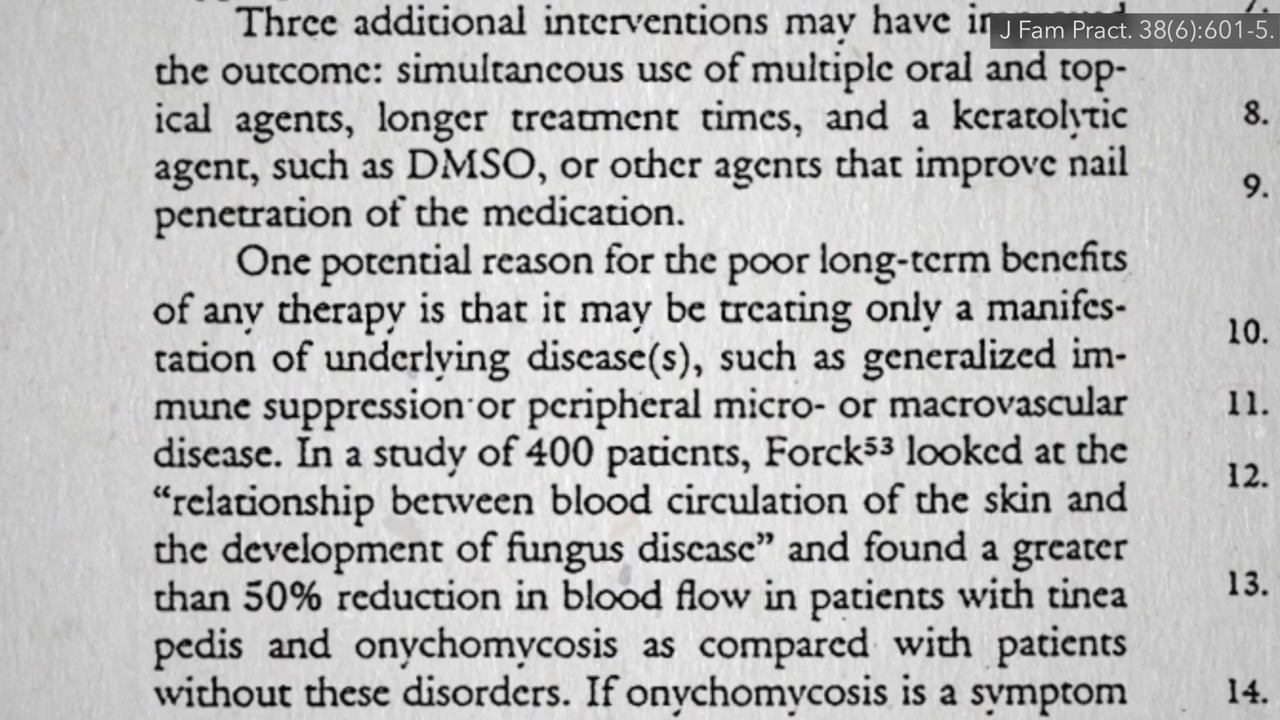 Three additional interventions may have
J Fam Pract. 38(6):601-5.
the outcome: simultaneous use of multiple oral and top-
ical agents, longer treatment times, and a keratolytic
8.
agent, such as DMSO, or other agents that improve nail
9.
penetration of the medication.
One potential reason for the poor long-term benefits
of any therapy is that it may be treating only a manifes-
10.
tation of underlying disease(s), such as generalized im-
mune suppression or peripheral micro- or macrovascular
11.
disease. In a study of 400 patients, Forck⁵³ looked at the
12.
“relationship between blood circulation of the skin and
the development of fungus disease” and found a greater
than 50% reduction in blood flow in patients with tinea
13.
pedis and onychomycosis as compared with patients
without these disorders. If onychomycosis is a symptom
14.